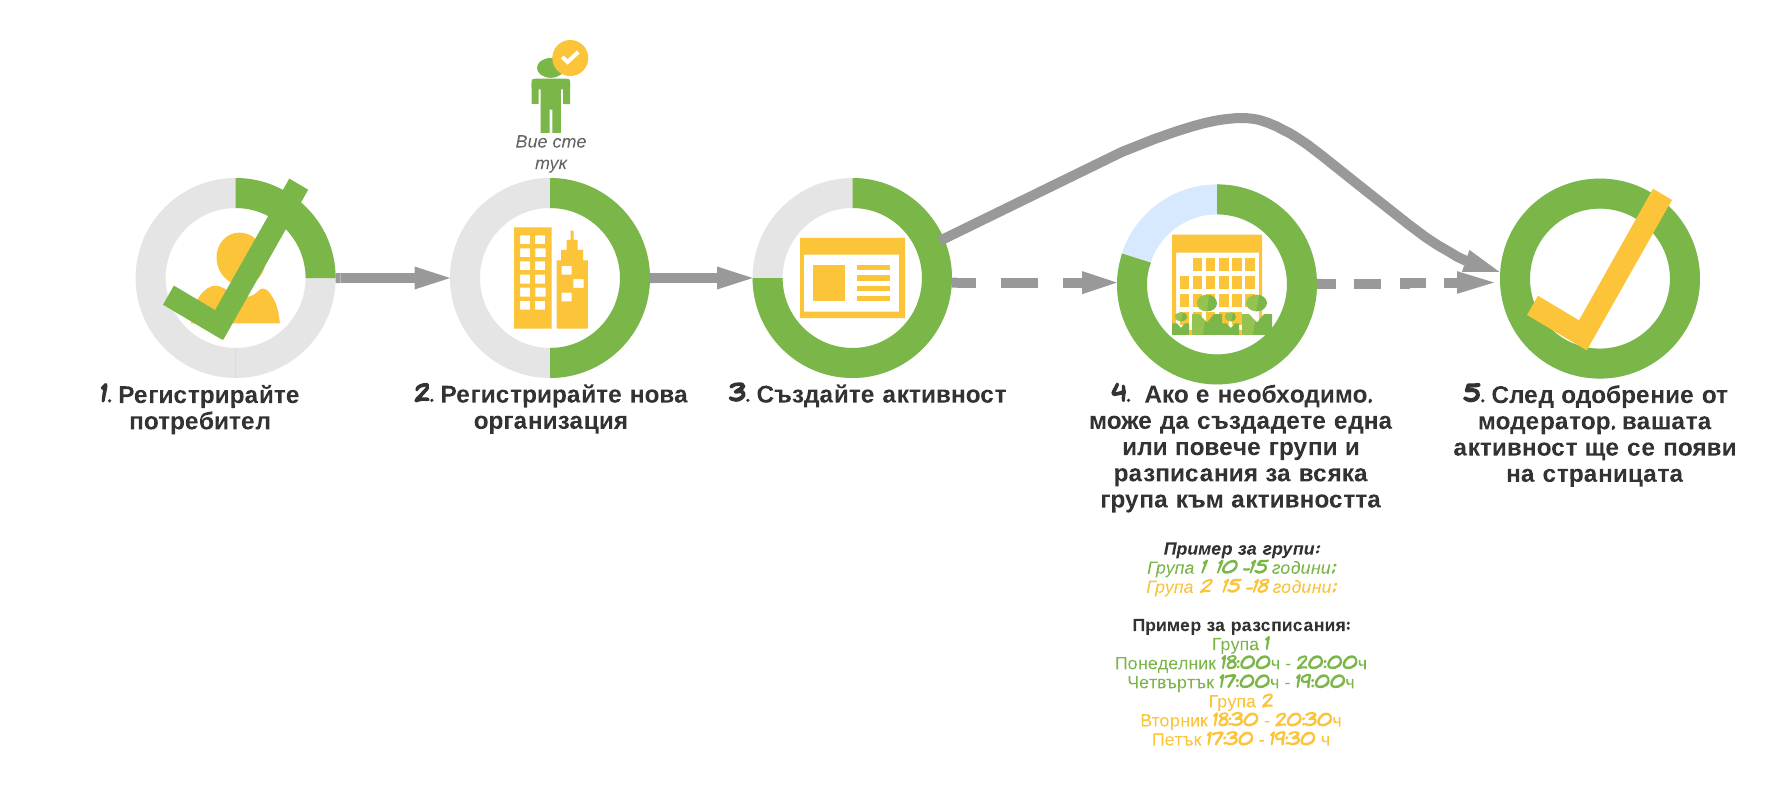 Вие сте
тук
1. Регистрирайте
потребител
2. Регистрирайте нова
организация
3. Създайте активност
4. Ако е необходимо,
може да създадете една
или повече групи и
разписания за всяка
група към активността
5. След одобрение от
модератор, вашата
активност ще се появи
на страницата
Пример за групи:
Група 1 10 -15 години;
Група 2 15 -18 години;
Пример за разсписания:
Група 1
Понеделник 18:00ч - 20:00ч
Четвъртък 17:00ч - 19:00ч
Група 2
Вторник 18:30 - 20:30ч
Петък 17:30 - 19:30 ч